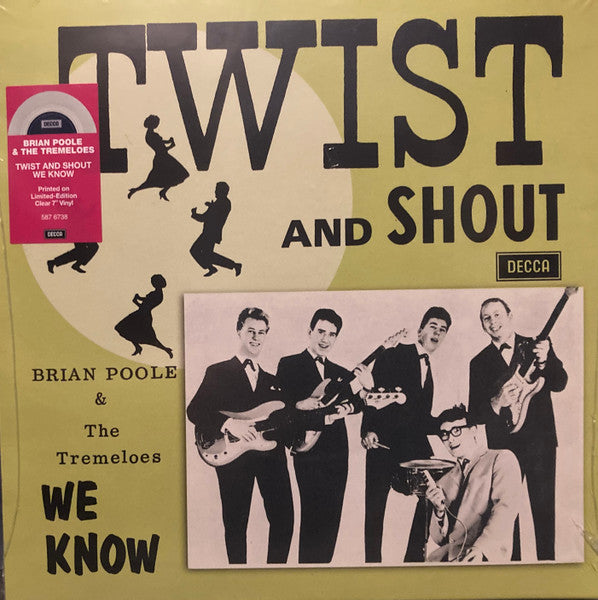 TWIST
AND SHOUT
DECCA
DECCA
BRIAN POOLE
& THE TREMELOES
TWIST AND SHOUT
WE KNOW
Printed on
Limited-Edition
Clear 7" Vinyl
587 6738
DECCA
BRIAN POOLE
&
The
Tremeloes
WE
KNOW